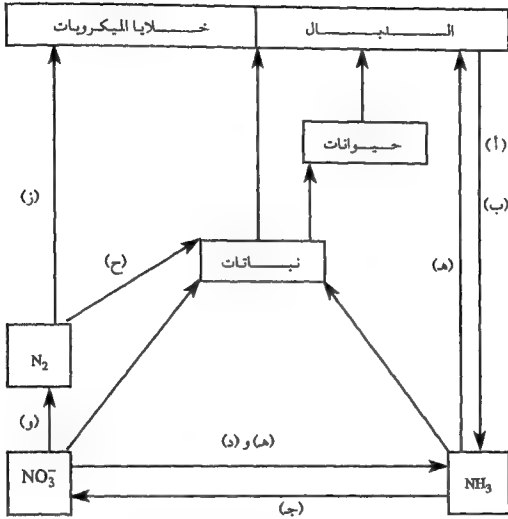 خلايا الميكروبات
الدبال
حيوانات
(أ)
(ب)
(ز)
(هـ)
(ح)
نباتات
N₂
(و)
(هـ) و (د)
NO₃⁻
NH₃
(جـ)